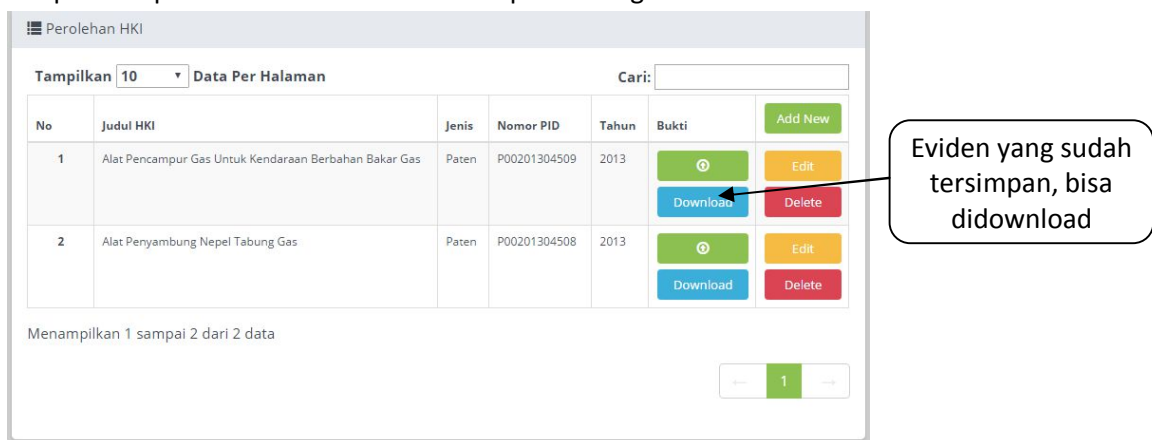 Perolehan HKI
Tampilkan 10 Data Per Halaman Cari:
No Judul HKI Jenis Nomor PID Tahun Bukti Add New
1 Alat Pencampur Gas Untuk Kendaraan Berbahan Bakar Gas Paten P00201304509 2013 Edit
Download Delete
2 Alat Penyambung Nepel Tabung Gas Paten P00201304508 2013 Edit
Download Delete
Menampilkan 1 sampai 2 dari 2 data
← 1 →
Eviden yang sudah
tersimpan, bisa
didownload